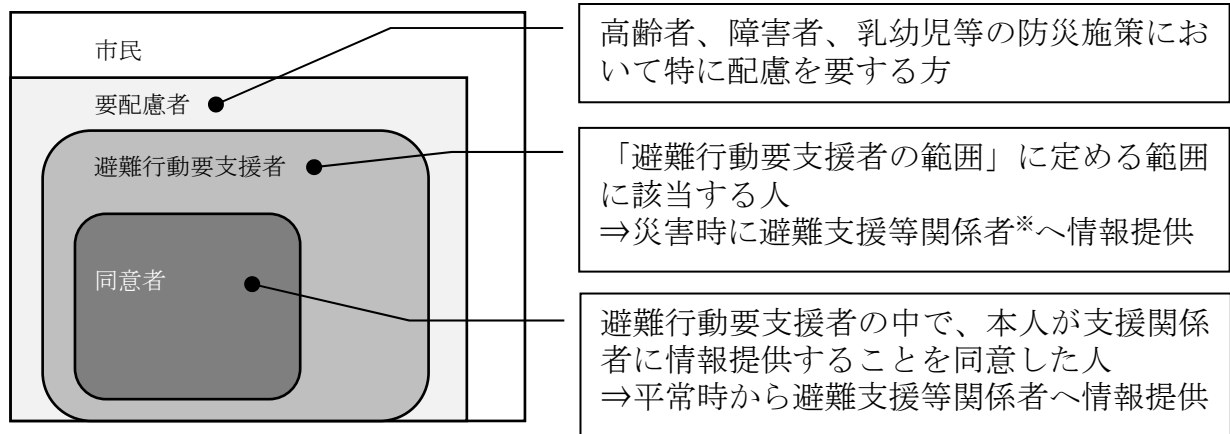 市民
要配慮者
避難行動要支援者
同意者
高齢者、障害者、乳幼児等の防災施策にお
いて特に配慮を要する方
「避難行動要支援者の範囲」に定める範囲
に該当する人
⇒災害時に避難支援等関係者※へ情報提供
避難行動要支援者の中で、本人が支援関係
者に情報提供することを同意した人
⇒平常時から避難支援等関係者へ情報提供